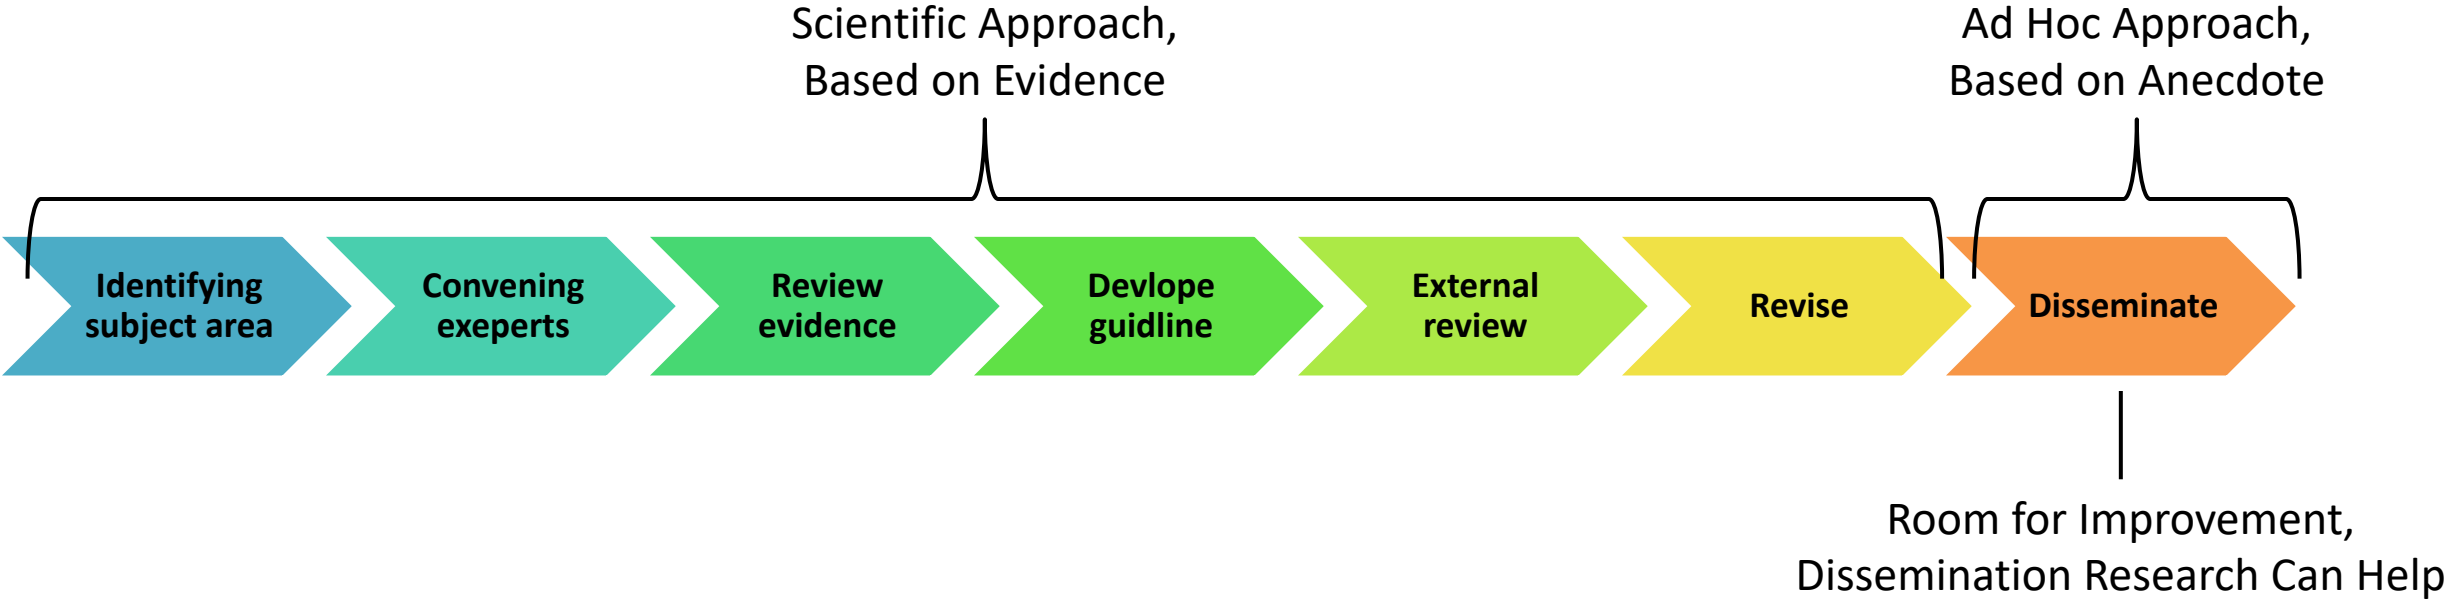 Scientific Approach,
Based on Evidence
Ad Hoc Approach,
Based on Anecdote
Identifying
subject area
Convening
exeperts
Review
evidence
Devlope
guidline
External
review
Revise
Disseminate
Room for Improvement,
Dissemination Research Can Help